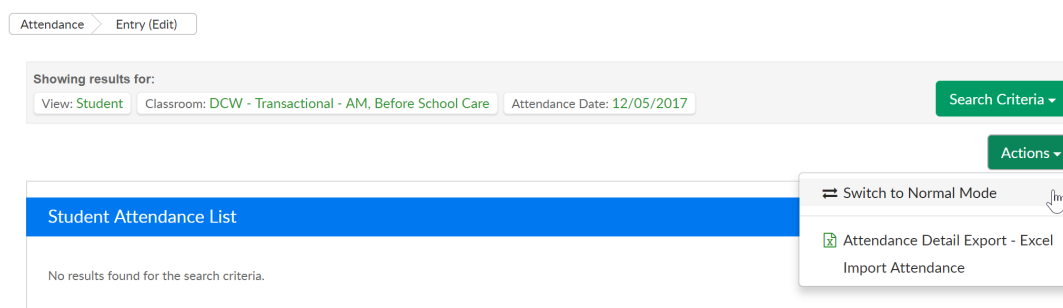 Attendance Entry (Edit)
Showing results for:
View: Student Classroom: DCW - Transactional - AM, Before School Care Attendance Date: 12/05/2017
Search Criteria
Actions
Switch to Normal Mode
Student Attendance List
Attendance Detail Export - Excel
Import Attendance
No results found for the search criteria.